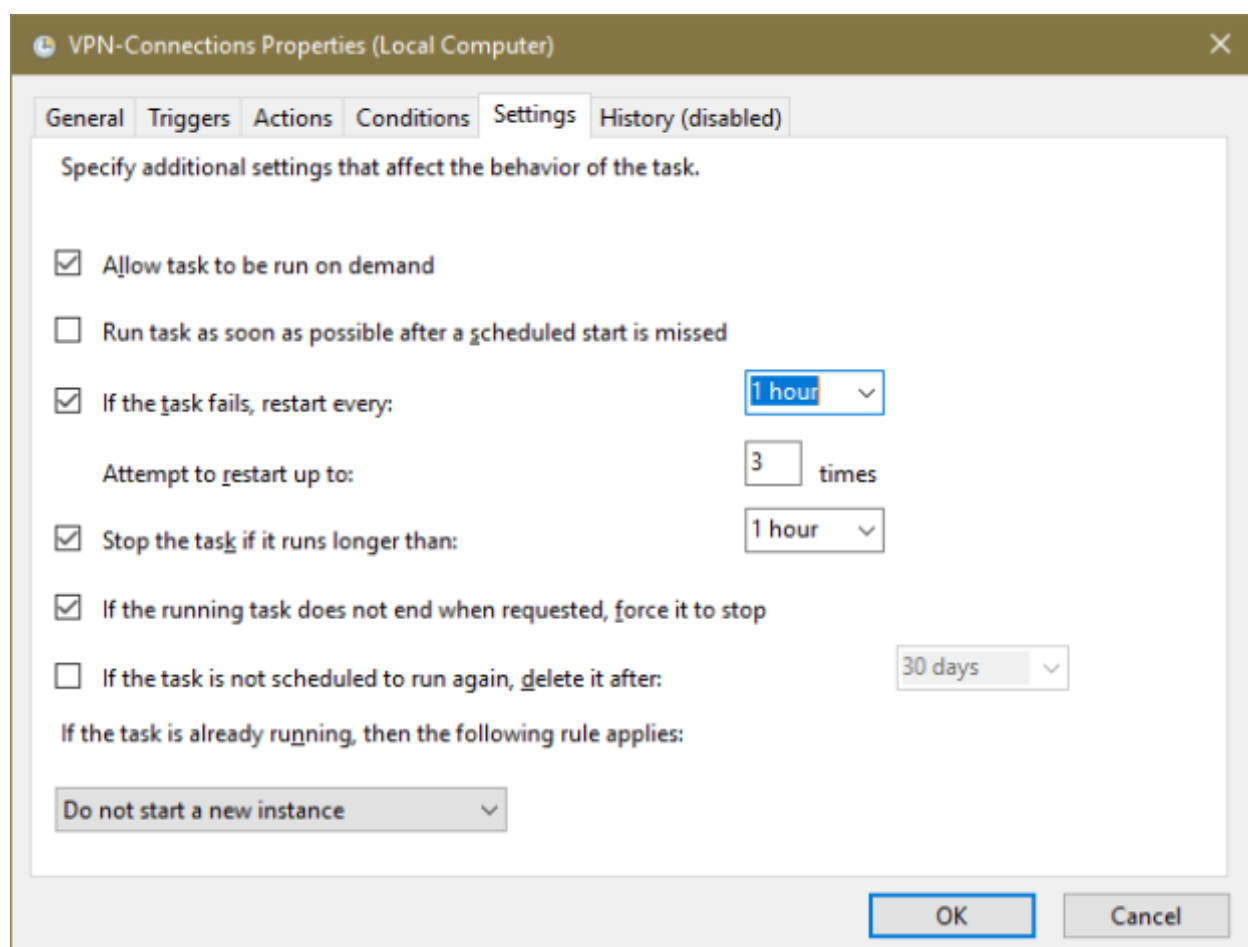 VPN-Connections Properties (Local Computer)
General Triggers Actions Conditions Settings History (disabled)
Specify additional settings that affect the behavior of the task.
Allow task to be run on demand
Run task as soon as possible after a scheduled start is missed
If the task fails, restart every: 1 hour
Attempt to restart up to: 3 times
Stop the task if it runs longer than: 1 hour
If the running task does not end when requested, force it to stop
If the task is not scheduled to run again, delete it after: 30 days
If the task is already running, then the following rule applies:
Do not start a new instance
OK Cancel